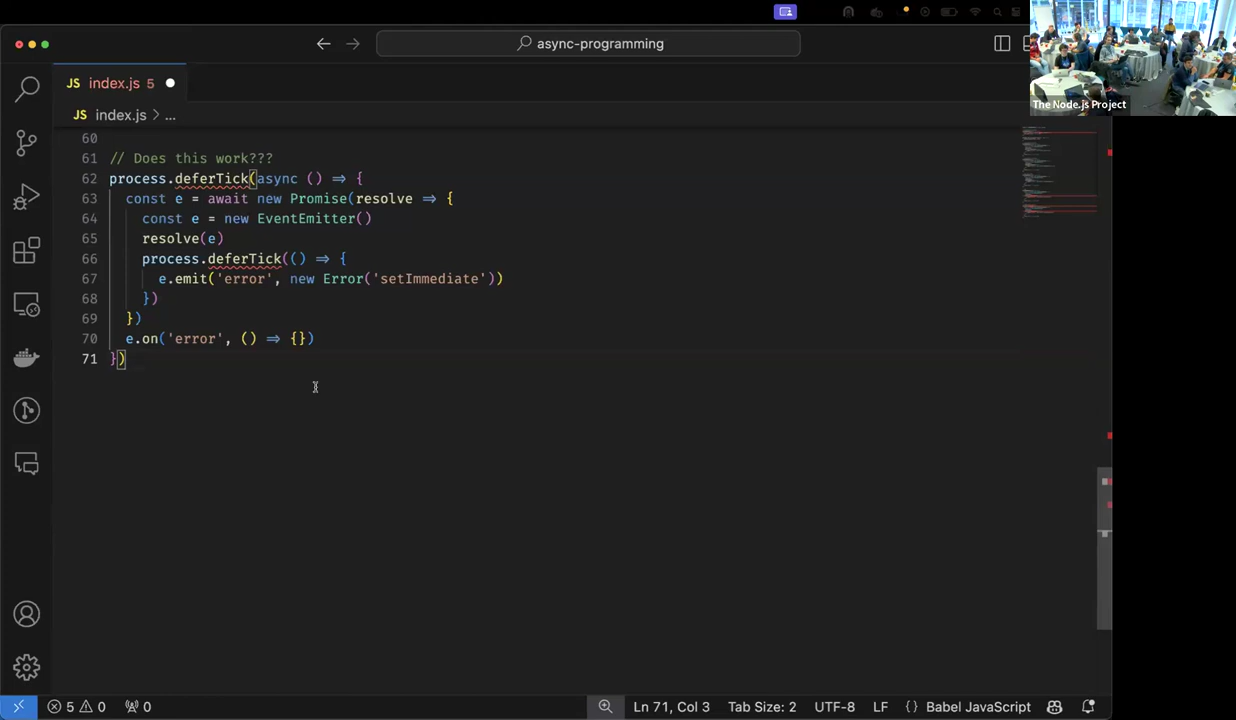 async-programming
The Node.js Project
JS index.js 5
JS index.js > ...
60
61 // Does this work???
62 process.deferTick(async () => {
63 const e = await new Promise(resolve => {
64 const e = new EventEmitter()
65 resolve(e)
66 process.deferTick(() => {
67 e.emit('error', new Error('setImmediate'))
68 })
69 })
70 e.on('error', () => {})
71 })
5 0 0 Ln 71, Col 3 Tab Size: 2 UTF-8 LF {} Babel JavaScript